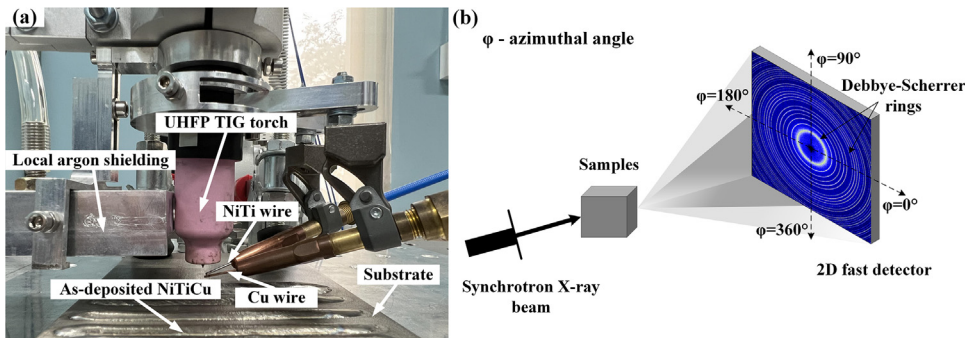 (a)
UHFP TIG torch
Local argon shielding
NiTi wire
Substrate
As-deposited NiTiCu
Cu wire
(b)
φ - azimuthal angle
φ=90°
Debbye-Scherrer
rings
φ=180°
Samples
φ=0°
φ=360°
Synchrotron X-ray
beam
2D fast detector